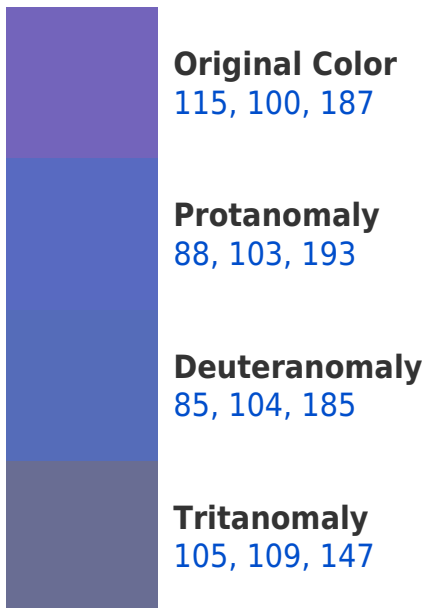 Original Color
115, 100, 187
Protanomaly
88, 103, 193
Deuteranomaly
85, 104, 185
Tritanomaly
105, 109, 147